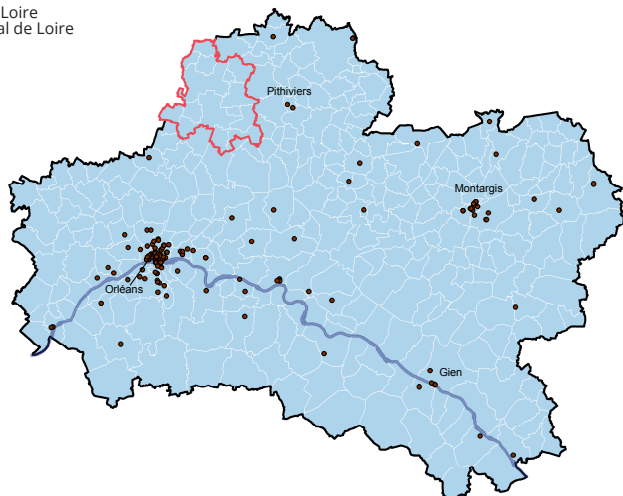 Loire
al de Loire
Pithiviers
Montargis
Orléans
Gien